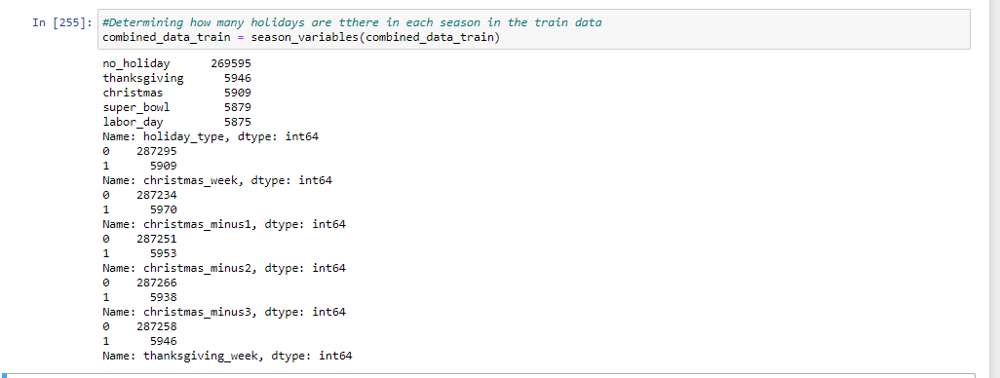 In [255]: #Determining how many holidays are tthere in each season in the train data
combined_data_train = season_variables(combined_data_train)
no_holiday 269595
thanksgiving 5946
christmas 5909
super_bowl 5879
labor_day 5875
Name: holiday_type, dtype: int64
0 287295
1 5909
Name: christmas_week, dtype: int64
0 287234
1 5970
Name: christmas_minus1, dtype: int64
0 287251
1 5953
Name: christmas_minus2, dtype: int64
0 287266
1 5938
Name: christmas_minus3, dtype: int64
0 287258
1 5946
Name: thanksgiving_week, dtype: int64